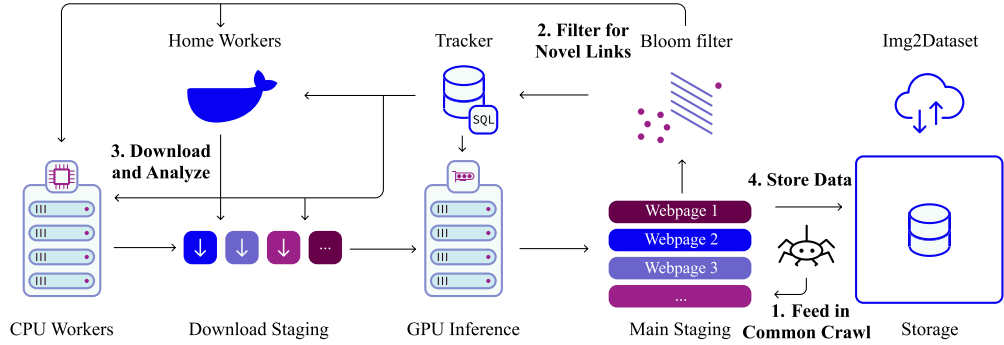 Home Workers
Tracker
2. Filter for
Novel Links
Bloom filter
Img2Dataset
SQL
3. Download
and Analyze
4. Store Data
Webpage 1
Webpage 2
Webpage 3
...
...
1. Feed in
Common Crawl
CPU Workers
Download Staging
GPU Inference
Main Staging
Storage